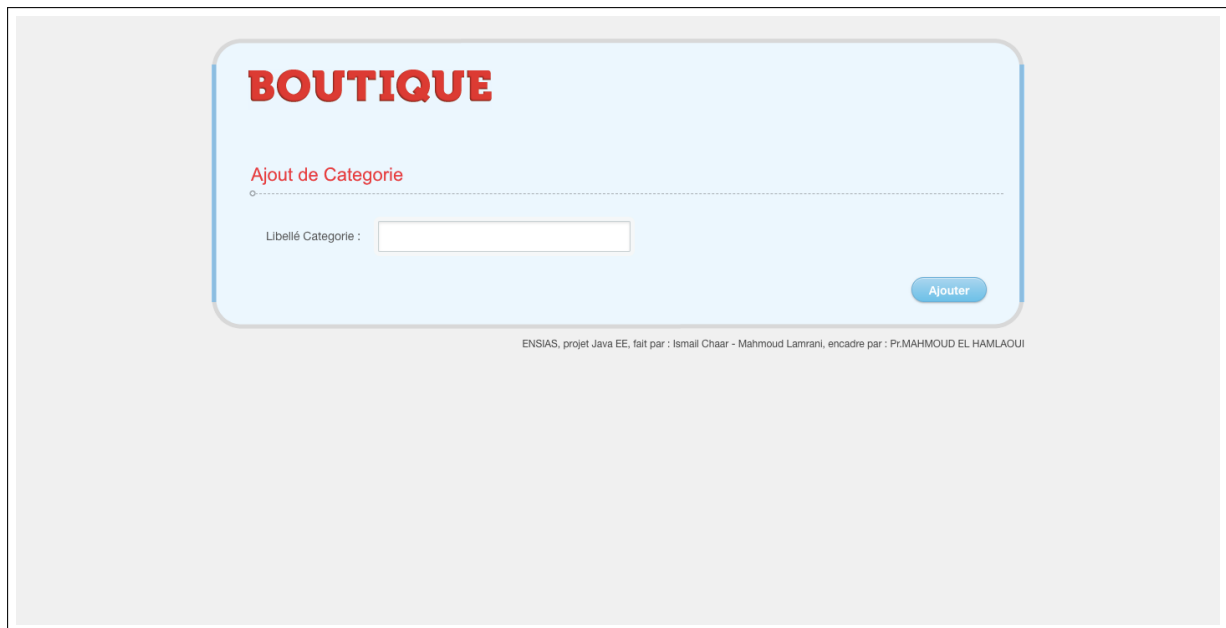 BOUTIQUE
Ajout de Categorie
Libellé Categorie :
Ajouter
ENSIAS, projet Java EE, fait par : Ismail Chaar - Mahmoud Lamrani, encadre par : Pr.MAHMOUD EL HAMLAOUI